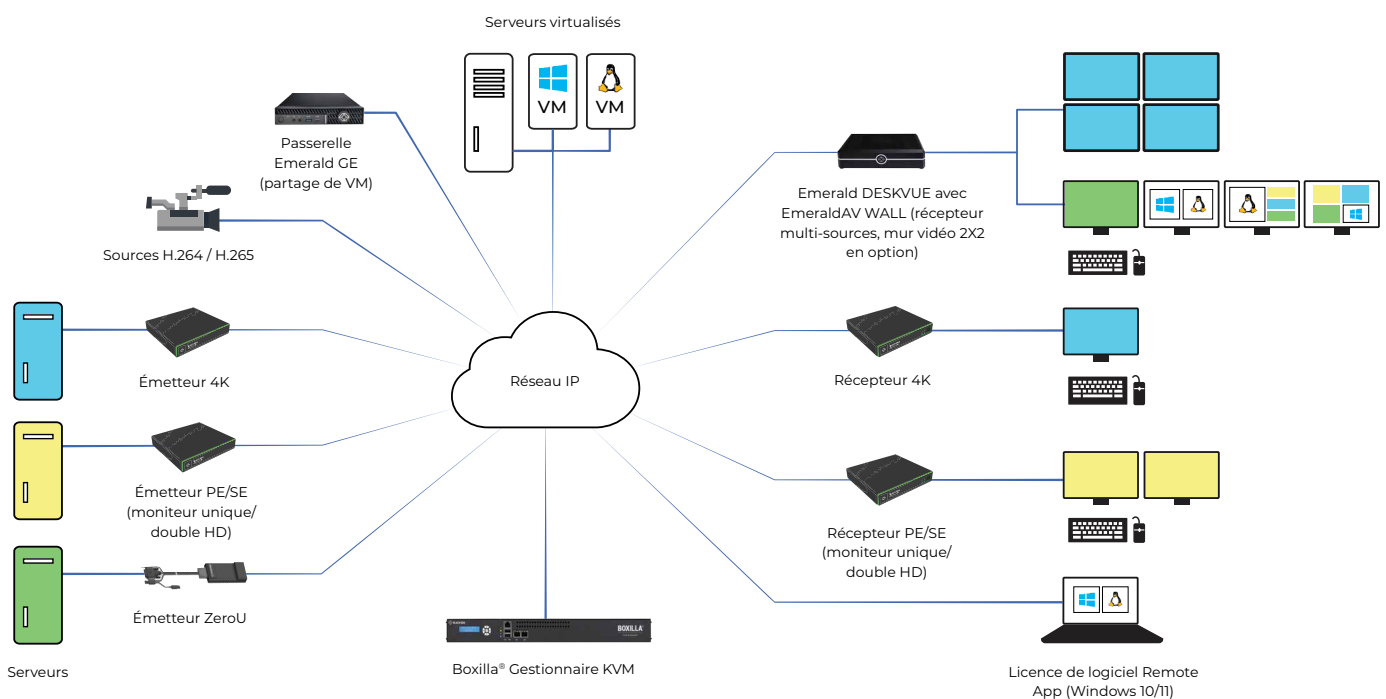 Serveurs virtualisés
VM
VM
Passerelle
Emerald GE
(partage de VM)
Sources H.264 / H.265
Émetteur 4K
Émetteur PE/SE
(moniteur unique/
double HD)
Émetteur ZeroU
Serveurs
Réseau IP
BOXILLA
Boxilla® Gestionnaire KVM
Emerald DESKVUE avec
EmeraldAV WALL (récepteur
multi-sources, mur vidéo 2X2
en option)
Récepteur 4K
Récepteur PE/SE
(moniteur unique/
double HD)
Licence de logiciel Remote
App (Windows 10/11)